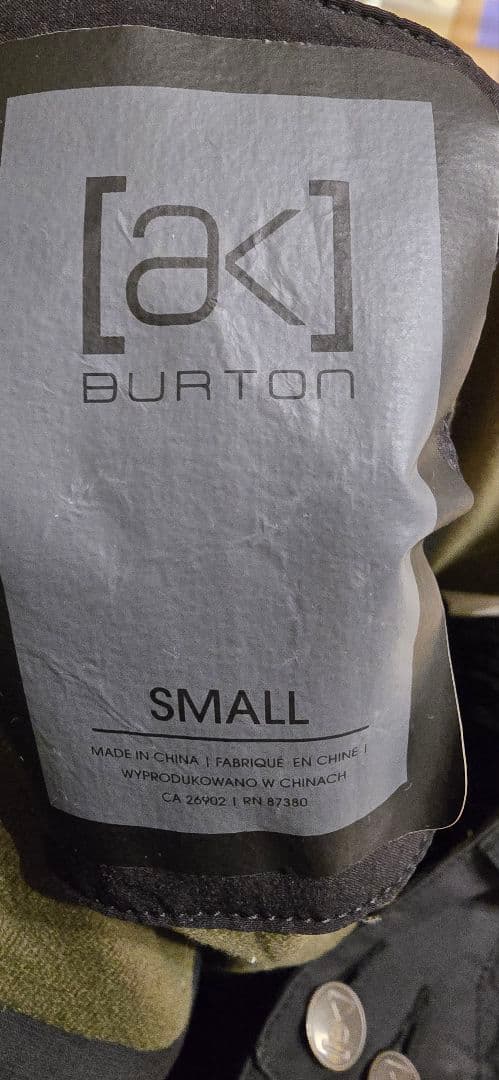 [ak]
BURTON
SMALL
MADE IN CHINA | FABRIQUÉ EN CHINE |
WYPRODUKOWANO W CHINACH
CA 26902 | RN 87380